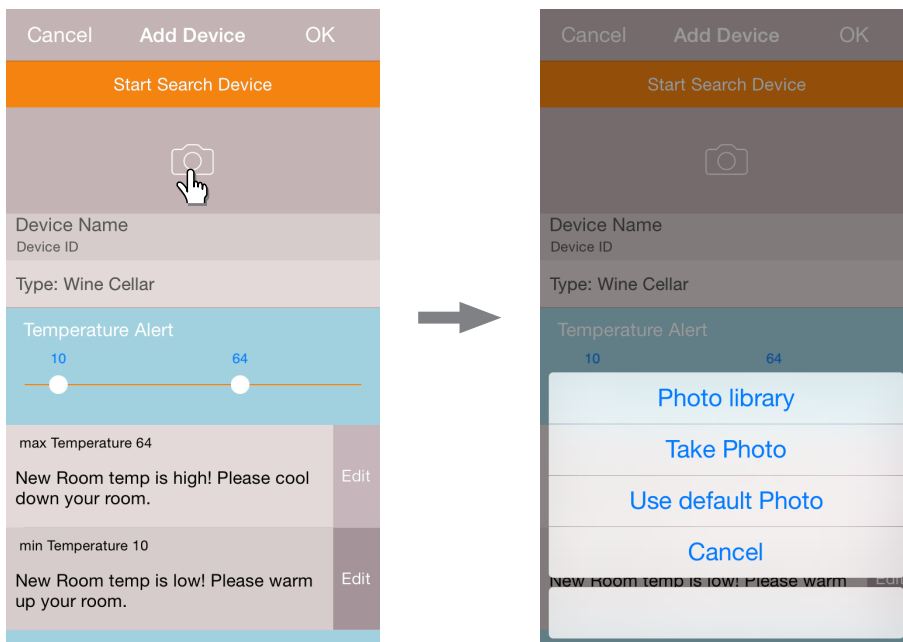 Cancel Add Device OK
Start Search Device
Device Name
Device ID
Type: Wine Cellar
Temperature Alert
10 64
max Temperature 64
New Room temp is high! Please cool
down your room.
Edit
min Temperature 10
New Room temp is low! Please warm
up your room.
Edit
Cancel Add Device OK
Start Search Device
Device Name
Device ID
Type: Wine Cellar
Temperature Alert
10 64
Photo library
Take Photo
Use default Photo
Cancel
New Room temp is low! Please warm
Edit